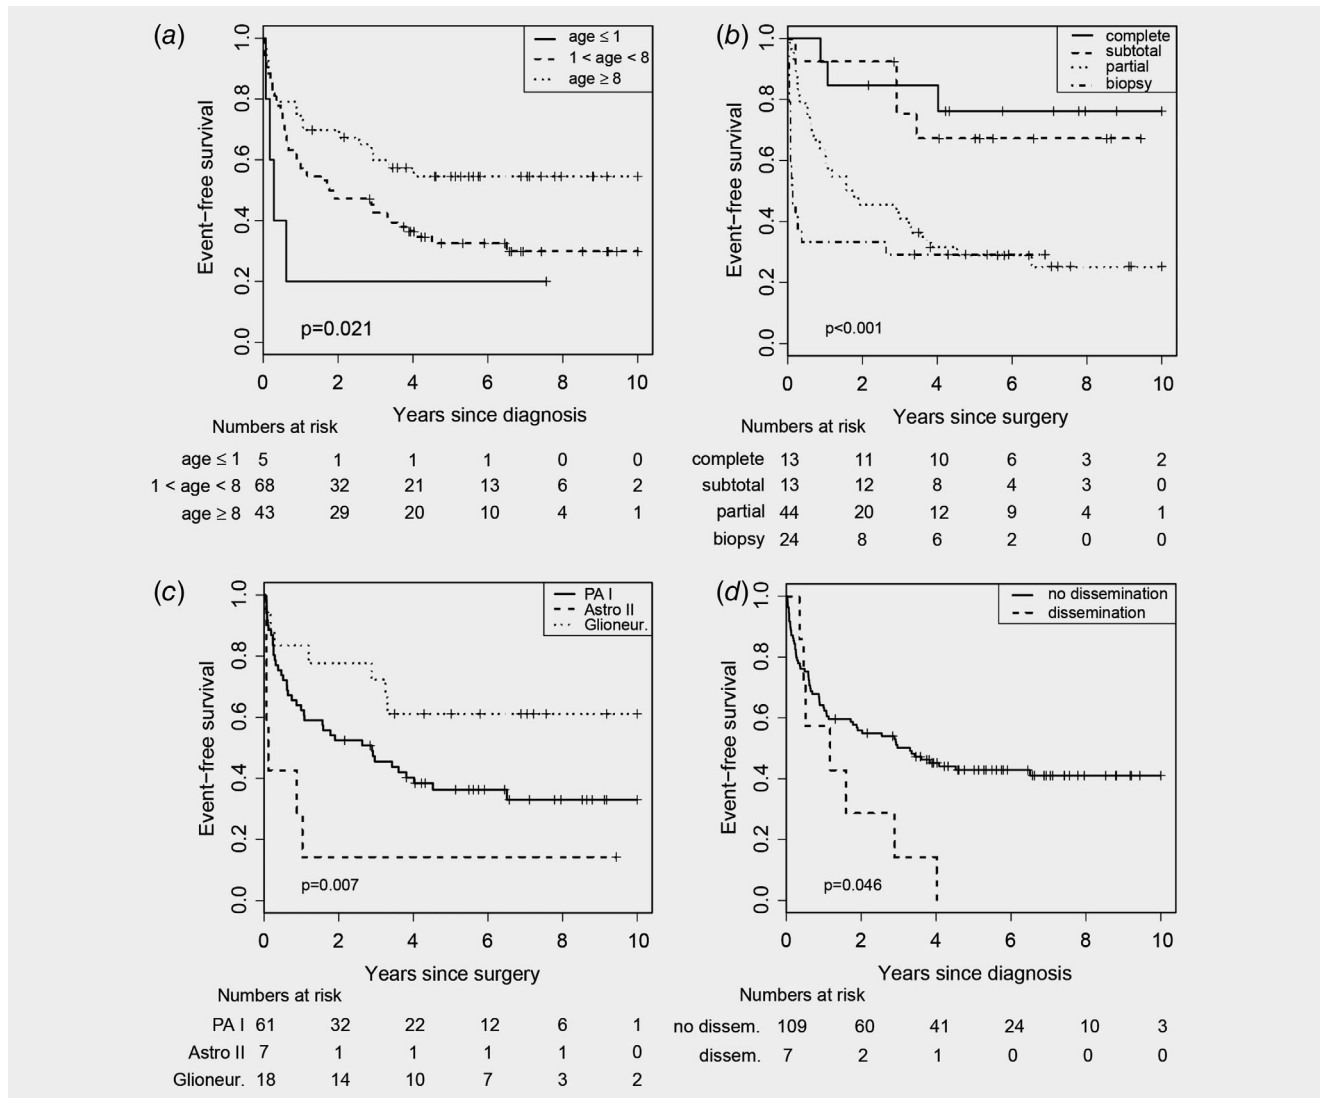 (a)
1.0
0.8
0.6
0.4
0.2
0.0
Event−free survival
age ≤ 1
1 < age < 8
age ≥ 8
p=0.021
0 2 4 6 8 10
Years since diagnosis
Numbers at risk
age ≤ 1 5 1 1 1 0 0
1 < age < 8 68 32 21 13 6 2
age ≥ 8 43 29 20 10 4 1
(b)
1.0
0.8
0.6
0.4
0.2
0.0
Event−free survival
complete
subtotal
partial
biopsy
p<0.001
0 2 4 6 8 10
Years since surgery
Numbers at risk
complete 13 11 10 6 3 2
subtotal 13 12 8 4 3 0
partial 44 20 12 9 4 1
biopsy 24 8 6 2 0 0
(c)
1.0
0.8
0.6
0.4
0.2
0.0
Event−free survival
PA I
Astro II
Glioneur.
p=0.007
0 2 4 6 8 10
Years since surgery
Numbers at risk
PA I 61 32 22 12 6 1
Astro II 7 1 1 1 1 0
Glioneur. 18 14 10 7 3 2
(d)
1.0
0.8
0.6
0.4
0.2
0.0
Event−free survival
no dissemination
dissemination
p=0.046
0 2 4 6 8 10
Years since diagnosis
Numbers at risk
no dissem. 109 60 41 24 10 3
dissem. 7 2 1 0 0 0